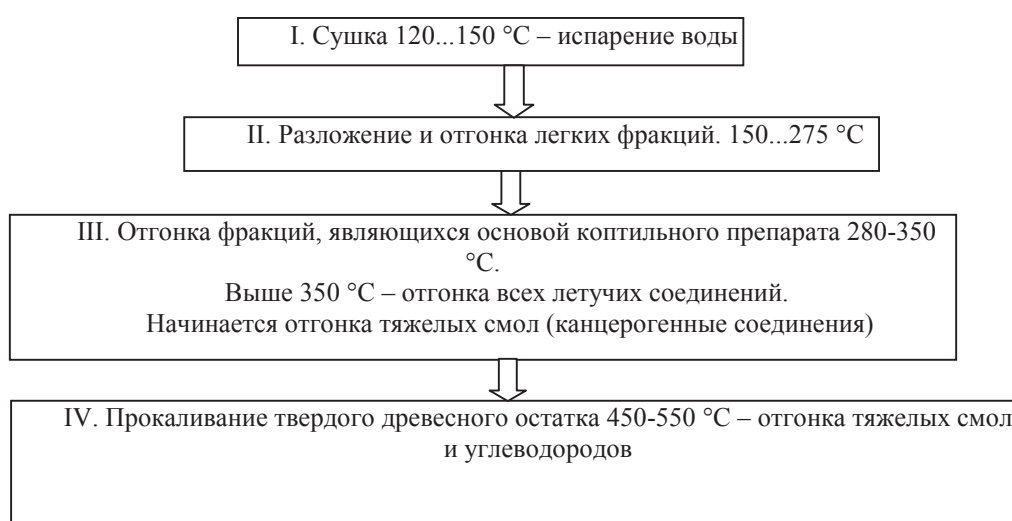 I. Сушка 120...150 °C – испарение воды
II. Разложение и отгонка легких фракций. 150...275 °C
III. Отгонка фракций, являющихся основой коптильного препарата 280-350
°C.
Выше 350 °C – отгонка всех летучих соединений.
Начинается отгонка тяжелых смол (канцерогенные соединения)
IV. Прокаливание твердого древесного остатка 450-550 °C – отгонка тяжелых смол
и углеводородов